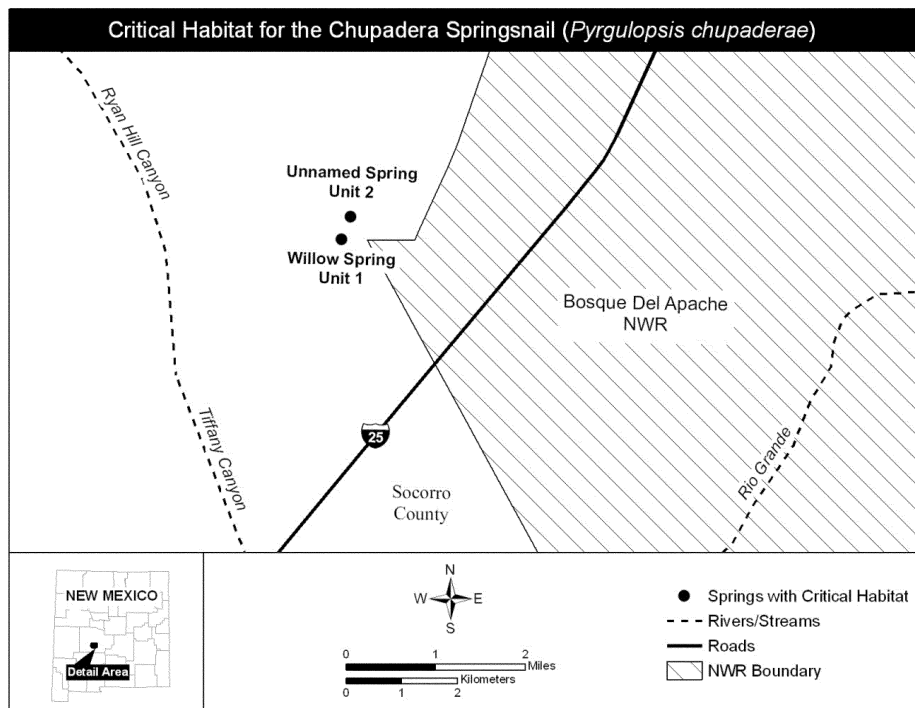 Critical Habitat for the Chupadera Springsnail (Pyrgulopsis chupaderae)
Ryan Hill Canyon
Unnamed Spring
Unit 2
Willow Spring
Unit 1
Bosque Del Apache
NWR
Tiffany Canyon
25
Rio Grande
Socorro
County
NEW MEXICO
Detail Area
N
W E
S
0 1 2
Miles
0 1 2
Kilometers
Springs with Critical Habitat
Rivers/Streams
Roads
NWR Boundary